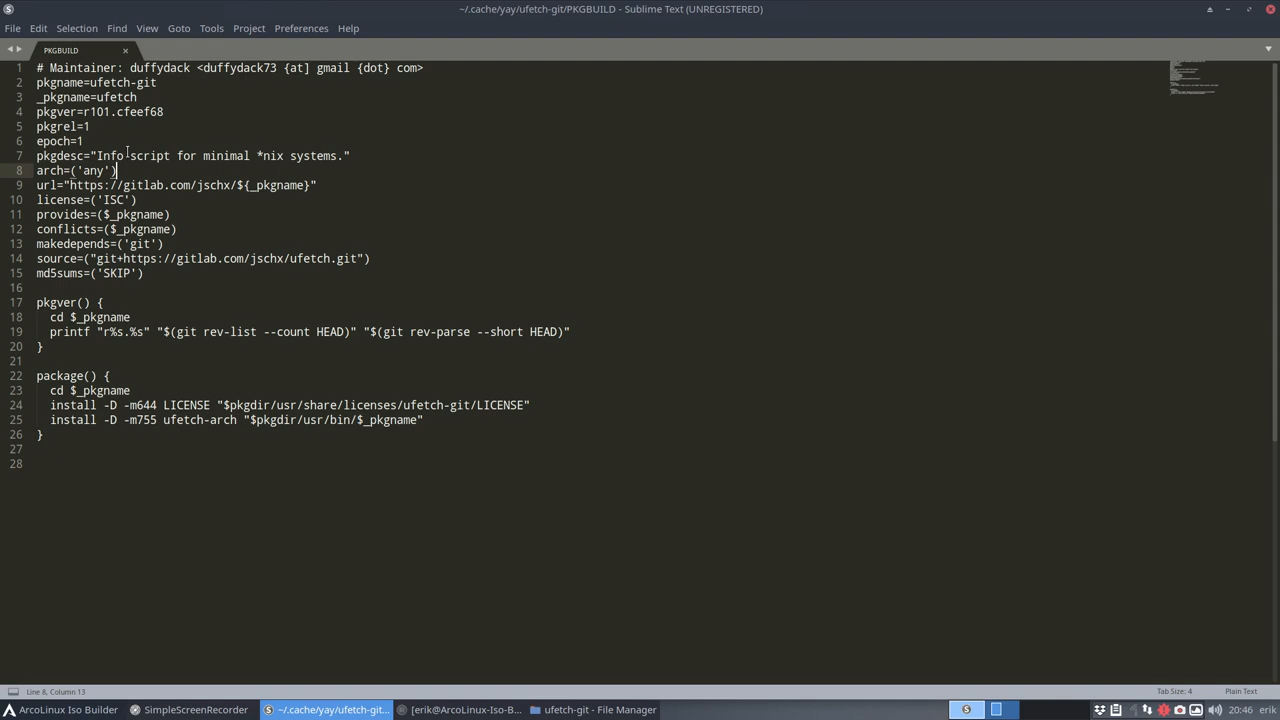 ~/.cache/yay/ufetch-git/PKGBUILD - Sublime Text (UNREGISTERED)
File Edit Selection Find View Goto Tools Project Preferences Help
PKGBUILD ×
1 # Maintainer: duffydack <duffydack73 {at] gmail {dot} com>
2 pkgname=ufetch-git
3 _pkgname=ufetch
4 pkgver=r101.cfeef68
5 pkgrel=1
6 epoch=1
7 pkgdesc="Info script for minimal *nix systems."
8 arch=('any')
9 url="https://gitlab.com/jschx/${_pkgname}"
10 license=('ISC')
11 provides=($_pkgname)
12 conflicts=($_pkgname)
13 makedepends=('git')
14 source=("git+https://gitlab.com/jschx/ufetch.git")
15 md5sums=('SKIP')
16
17 pkgver() {
18 cd $_pkgname
19 printf "r%s.%s" "$(git rev-list --count HEAD)" "$(git rev-parse --short HEAD)"
20 }
21
22 package() {
23 cd $_pkgname
24 install -D -m644 LICENSE "$pkgdir/usr/share/licenses/ufetch-git/LICENSE"
25 install -D -m755 ufetch-arch "$pkgdir/usr/bin/$_pkgname"
26 }
27
28
Line 8, Column 13 Tab Size: 4 Plain Text
ArcoLinux Iso Builder SimpleScreenRecorder ~/.cache/yay/ufetch-git... [erik@ArcoLinux-Iso-B... ufetch-git - File Manager 20:46 erik